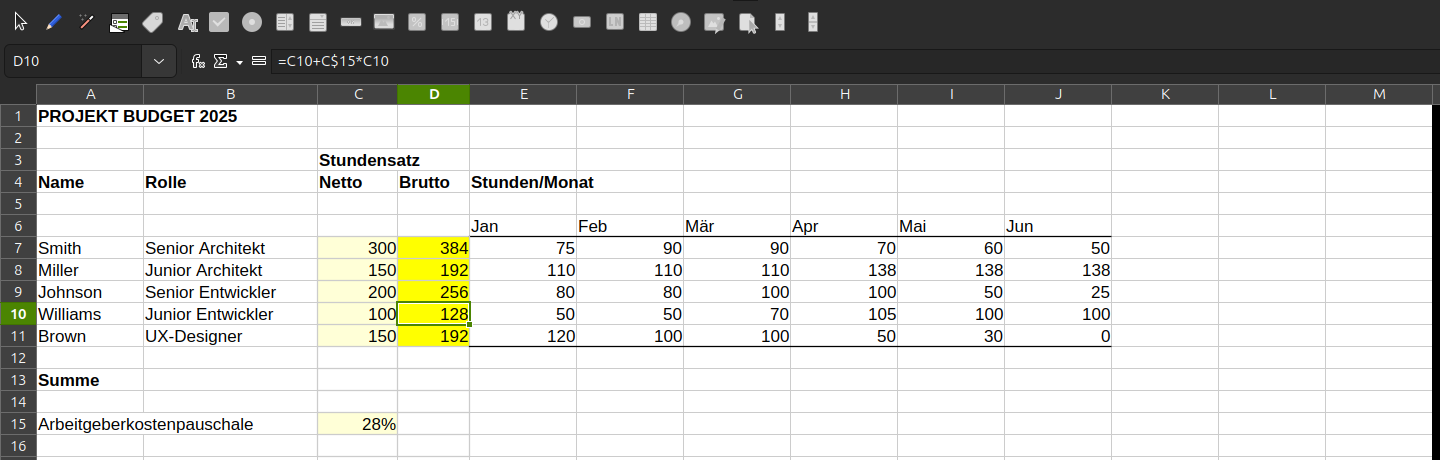 D10 =C10+C$15*C10
A B C D E F G H I J K L M
1 PROJEKT BUDGET 2025
2
3 Stundensatz
4 Name Rolle Netto Brutto Stunden/Monat
5
6 Jan Feb Mär Apr Mai Jun
7 Smith Senior Architekt 300 384 75 90 90 70 60 50
8 Miller Junior Architekt 150 192 110 110 110 138 138 138
9 Johnson Senior Entwickler 200 256 80 80 100 100 50 25
10 Williams Junior Entwickler 100 128 50 50 70 105 100 100
11 Brown UX-Designer 150 192 120 100 100 50 30 0
12
13 Summe
14
15 Arbeitgeberkostenpauschale 28%
16